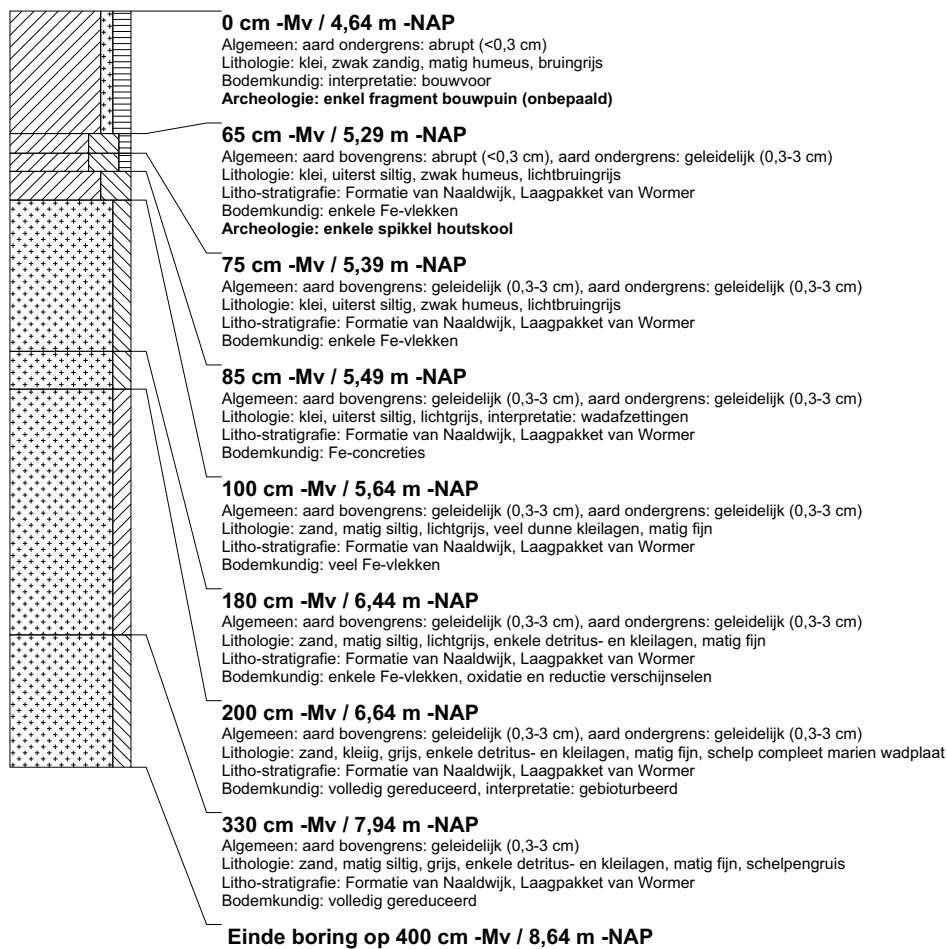 0 cm -Mv / 4,64 m -NAP
Algemeen: aard ondergrens: abrupt (<0,3 cm)
Lithologie: klei, zwak zandig, matig humeus, bruingrijs
Bodemkundig: interpretatie: bouwvoor
Archeologie: enkel fragment bouwpuin (onbepaald)
65 cm -Mv / 5,29 m -NAP
Algemeen: aard bovengrens: abrupt (<0,3 cm), aard ondergrens: geleidelijk (0,3-3 cm)
Lithologie: klei, uiterst siltig, zwak humeus, lichtbruingrijs
Litho-stratigrafie: Formatie van Naaldwijk, Laagpakket van Wormer
Bodemkundig: enkele Fe-vlekken
Archeologie: enkele spikkel houtskool
75 cm -Mv / 5,39 m -NAP
Algemeen: aard bovengrens: geleidelijk (0,3-3 cm), aard ondergrens: geleidelijk (0,3-3 cm)
Lithologie: klei, uiterst siltig, zwak humeus, lichtbruingrijs
Litho-stratigrafie: Formatie van Naaldwijk, Laagpakket van Wormer
Bodemkundig: enkele Fe-vlekken
85 cm -Mv / 5,49 m -NAP
Algemeen: aard bovengrens: geleidelijk (0,3-3 cm), aard ondergrens: geleidelijk (0,3-3 cm)
Lithologie: klei, uiterst siltig, lichtgrijs, interpretatie: wadafzettingen
Litho-stratigrafie: Formatie van Naaldwijk, Laagpakket van Wormer
Bodemkundig: Fe-concreties
100 cm -Mv / 5,64 m -NAP
Algemeen: aard bovengrens: geleidelijk (0,3-3 cm), aard ondergrens: geleidelijk (0,3-3 cm)
Lithologie: zand, matig siltig, lichtgrijs, veel dunne kleilagen, matig fijn
Litho-stratigrafie: Formatie van Naaldwijk, Laagpakket van Wormer
Bodemkundig: veel Fe-vlekken
180 cm -Mv / 6,44 m -NAP
Algemeen: aard bovengrens: geleidelijk (0,3-3 cm), aard ondergrens: geleidelijk (0,3-3 cm)
Lithologie: zand, matig siltig, lichtgrijs, enkele detritus- en kleilagen, matig fijn
Litho-stratigrafie: Formatie van Naaldwijk, Laagpakket van Wormer
Bodemkundig: enkele Fe-vlekken, oxidatie en reductie verschijnselen
200 cm -Mv / 6,64 m -NAP
Algemeen: aard bovengrens: geleidelijk (0,3-3 cm), aard ondergrens: geleidelijk (0,3-3 cm)
Lithologie: zand, kleiig, grijs, enkele detritus- en kleilagen, matig fijn, schelp compleet marien wadplaat
Litho-stratigrafie: Formatie van Naaldwijk, Laagpakket van Wormer
Bodemkundig: volledig gereduceerd, interpretatie: gebioturbeerd
330 cm -Mv / 7,94 m -NAP
Algemeen: aard bovengrens: geleidelijk (0,3-3 cm)
Lithologie: zand, matig siltig, grijs, enkele detritus- en kleilagen, matig fijn, schelpengruis
Litho-stratigrafie: Formatie van Naaldwijk, Laagpakket van Wormer
Bodemkundig: volledig gereduceerd
Einde boring op 400 cm -Mv / 8,64 m -NAP